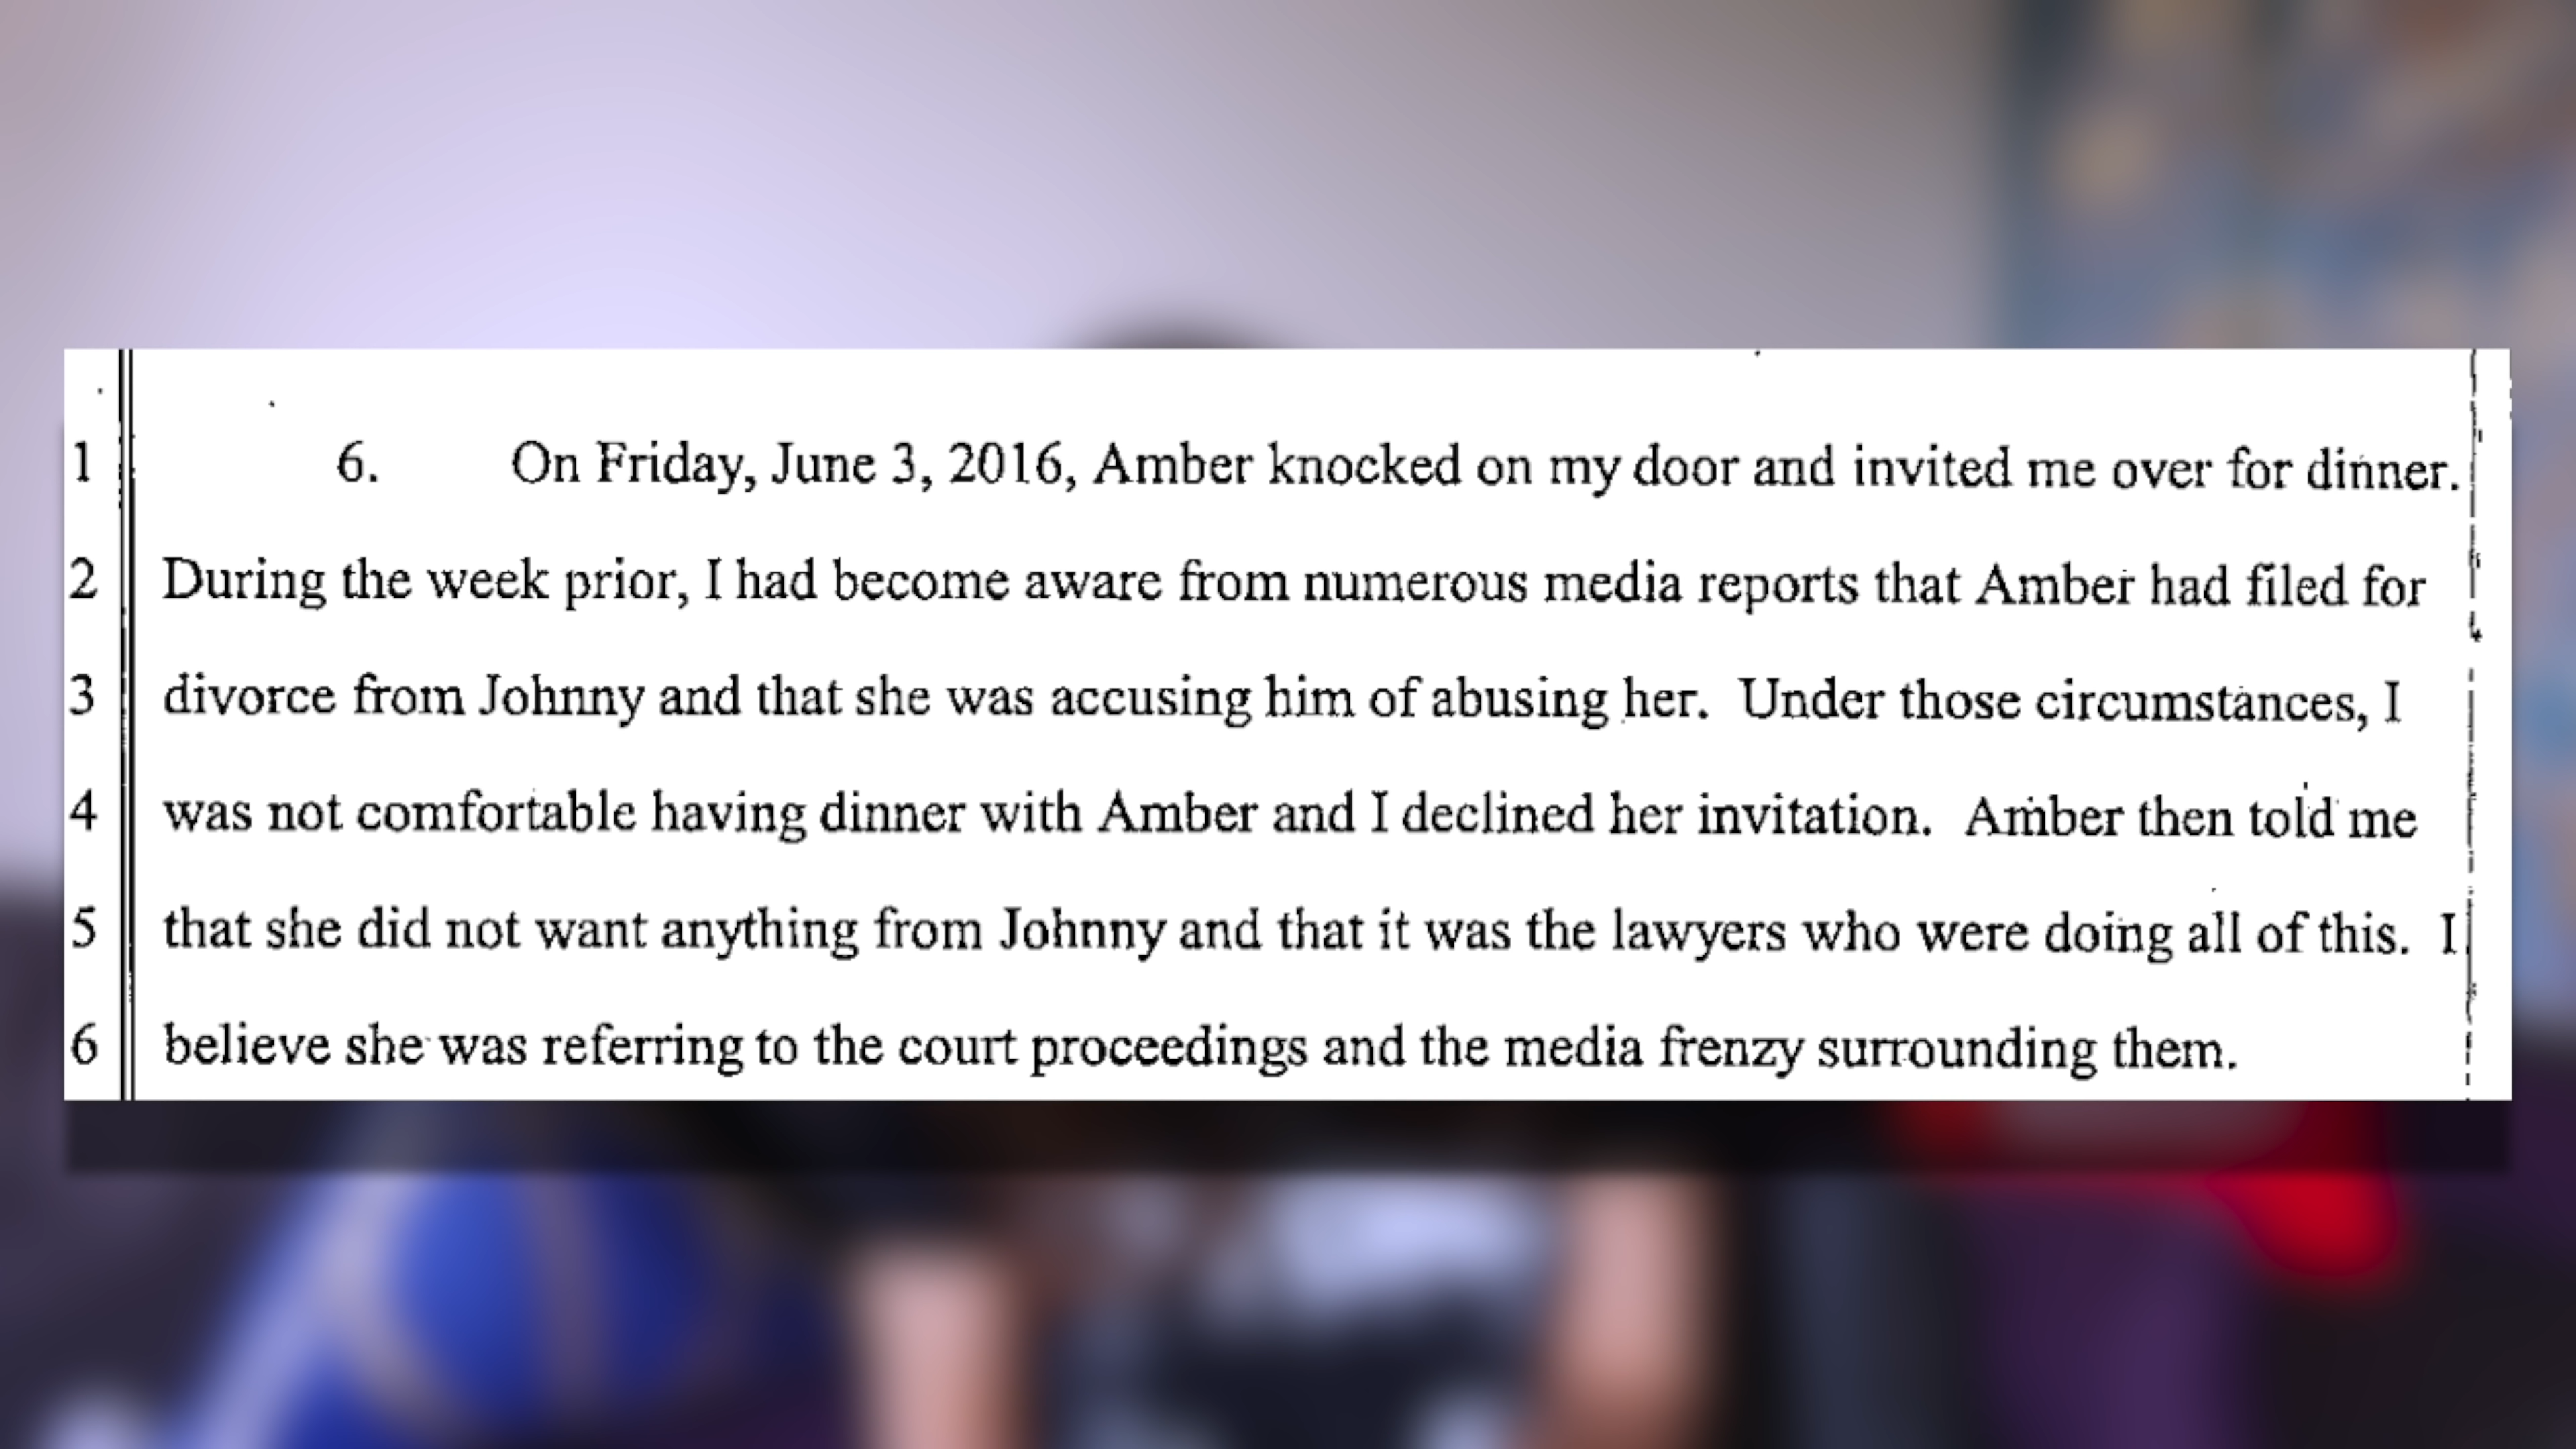 1 6. On Friday, June 3, 2016, Amber knocked on my door and invited me over for dinner.
2 During the week prior, I had become aware from numerous media reports that Amber had filed for
3 divorce from Johnny and that she was accusing him of abusing her. Under those circumstances, I
4 was not comfortable having dinner with Amber and I declined her invitation. Amber then told me
5 that she did not want anything from Johnny and that it was the lawyers who were doing all of this. I
6 believe she was referring to the court proceedings and the media frenzy surrounding them.